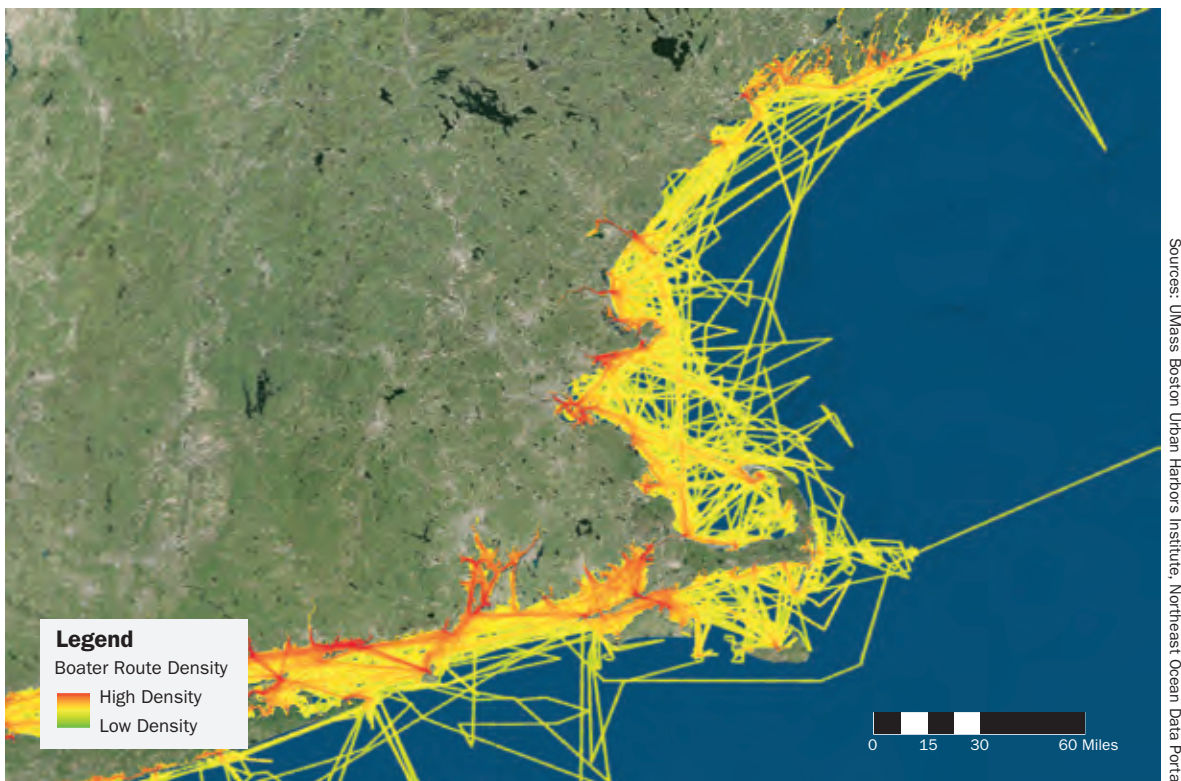 Legend
Boater Route Density
High Density
Low Density
0 15 30 60 Miles
Sources: UMass Boston Urban Harbors Institute, Northeast Ocean Data Porta